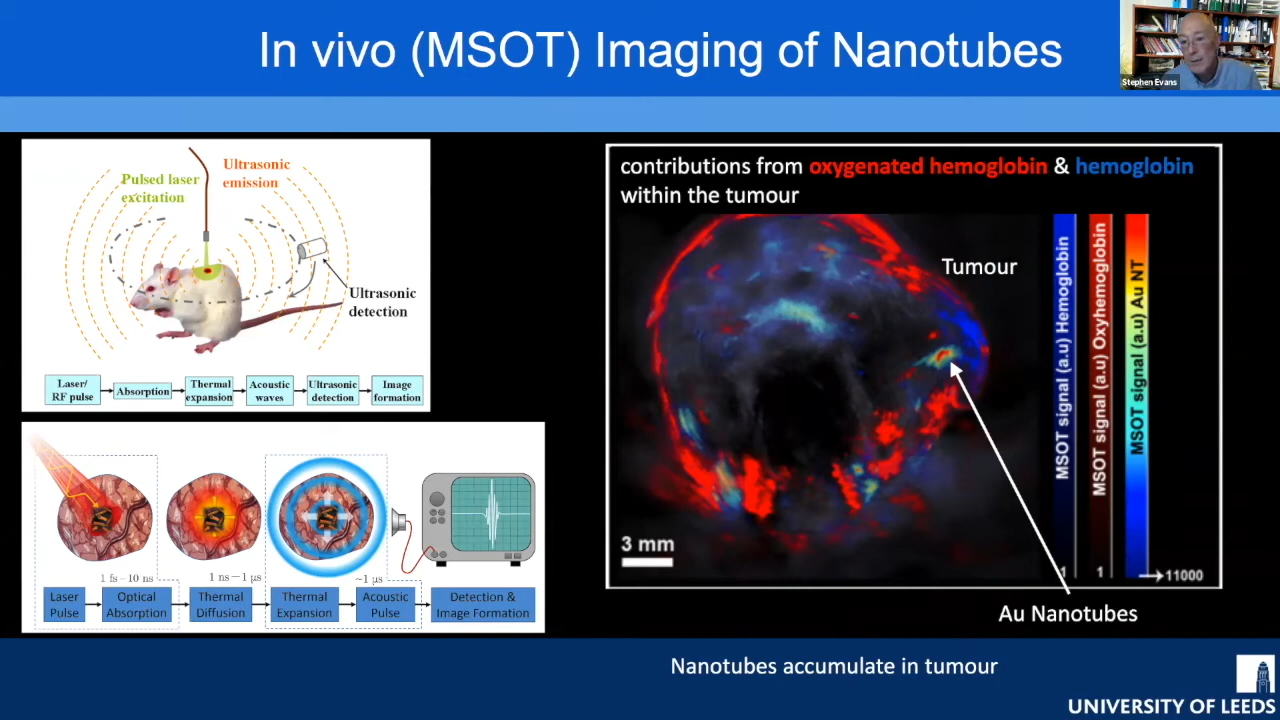 In vivo (MSOT) Imaging of Nanotubes
Stephen Evans
Pulsed laser
excitation
Ultrasonic
emission
Ultrasonic
detection
Laser/
RF pulse
Absorption
Thermal
expansion
Acoustic
waves
Ultrasonic
detection
Image
formation
1 fs – 10 ns
1 ns – 1 µs
~1 µs
Laser
Pulse
Optical
Absorption
Thermal
Diffusion
Thermal
Expansion
Acoustic
Pulse
Detection &
Image Formation
contributions from oxygenated hemoglobin & hemoglobin
within the tumour
Tumour
MSOT signal (a.u) Hemoglobin
MSOT signal (a.u) Oxyhemoglobin
MSOT signal (a.u) Au NT
3 mm
1
1
11000
Au Nanotubes
Nanotubes accumulate in tumour
UNIVERSITY OF LEEDS